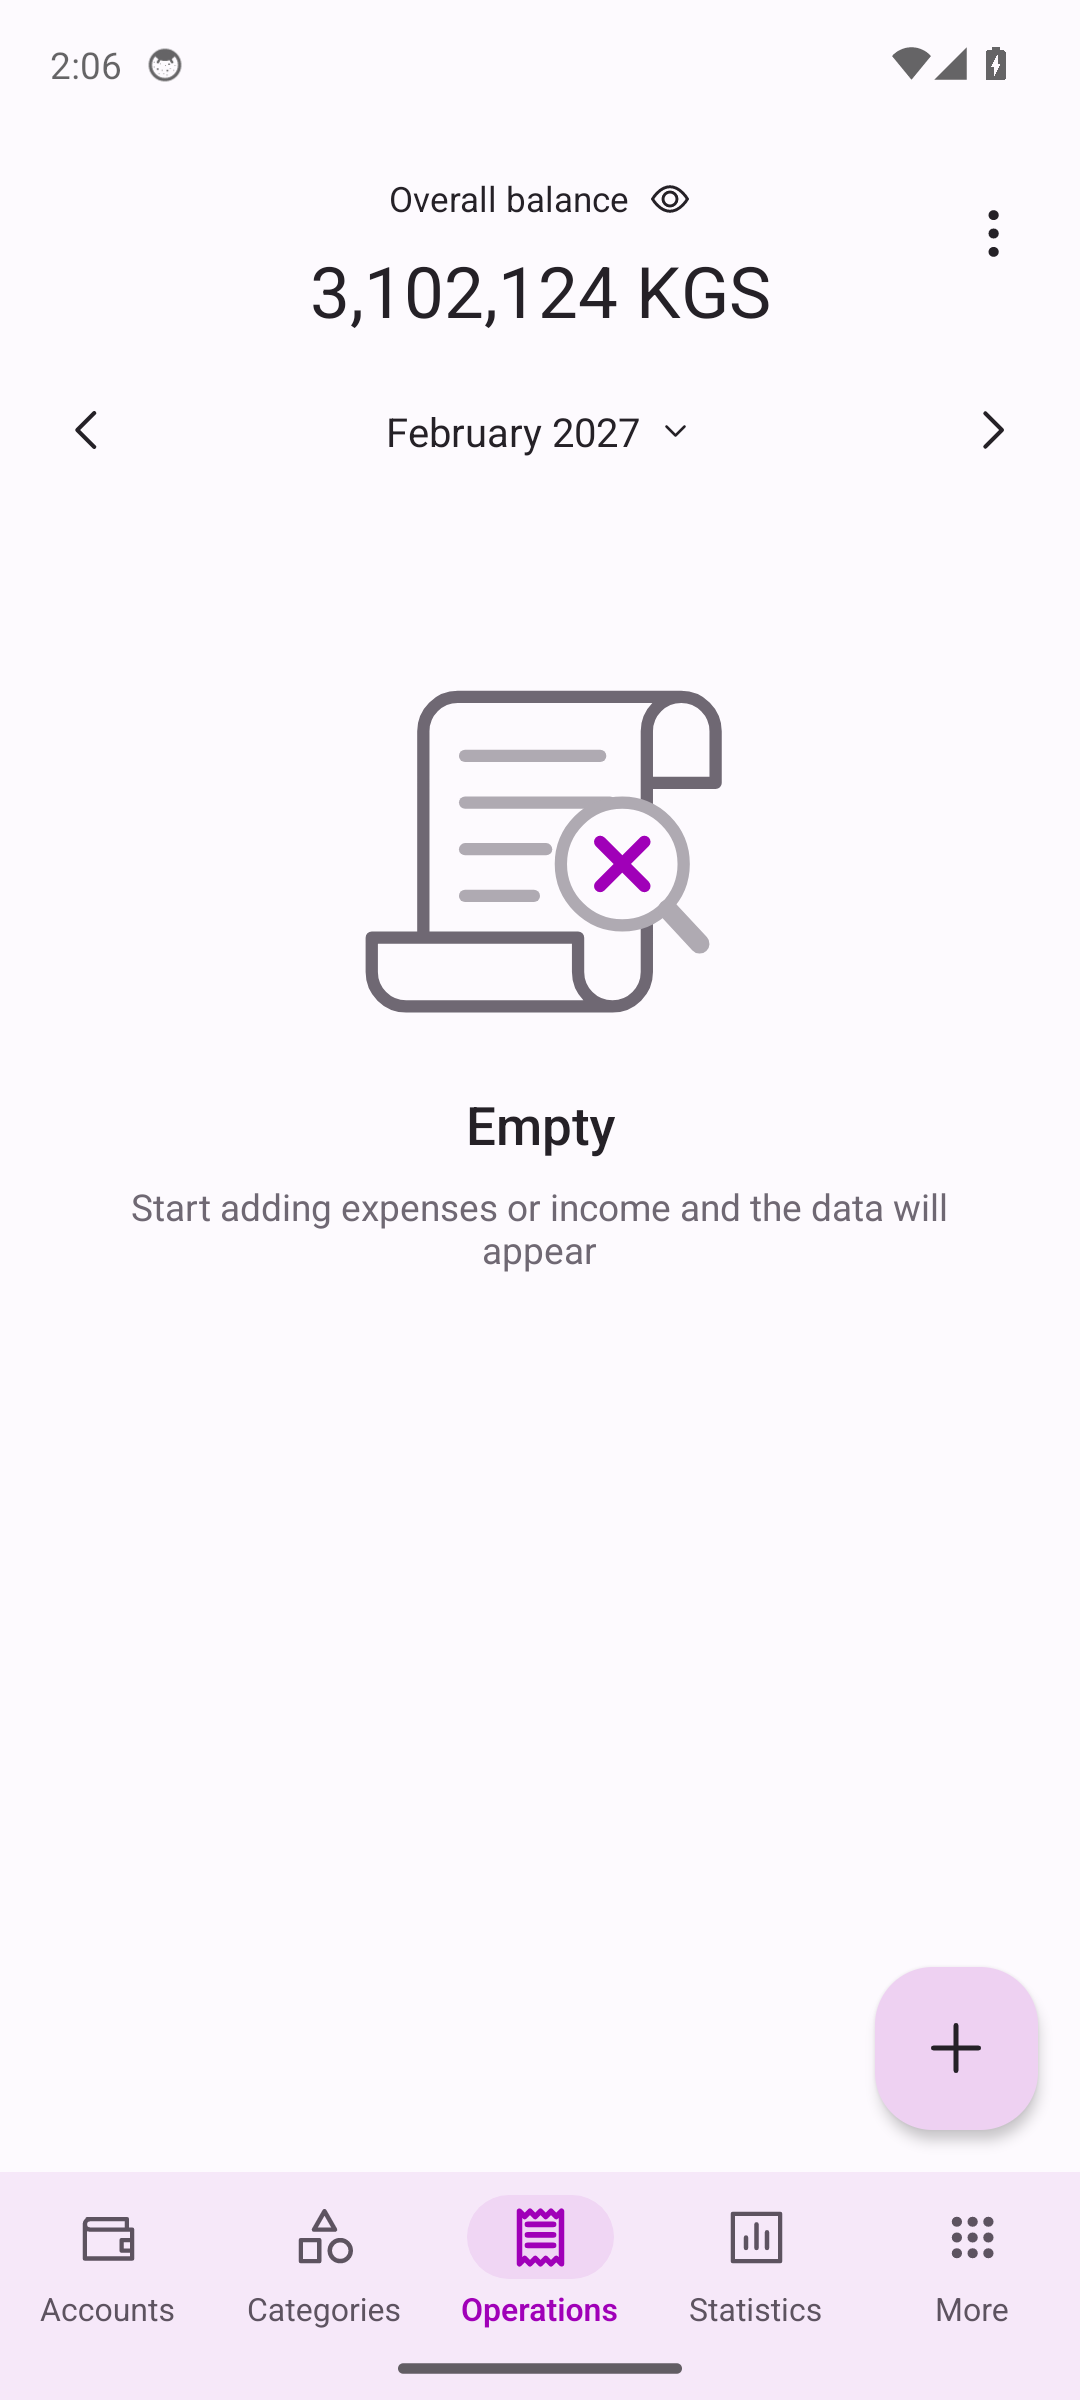 2:06
Overall balance
3,102,124 KGS
February 2027
Empty
Start adding expenses or income and the data will
appear
Accounts
Categories
Operations
Statistics
More